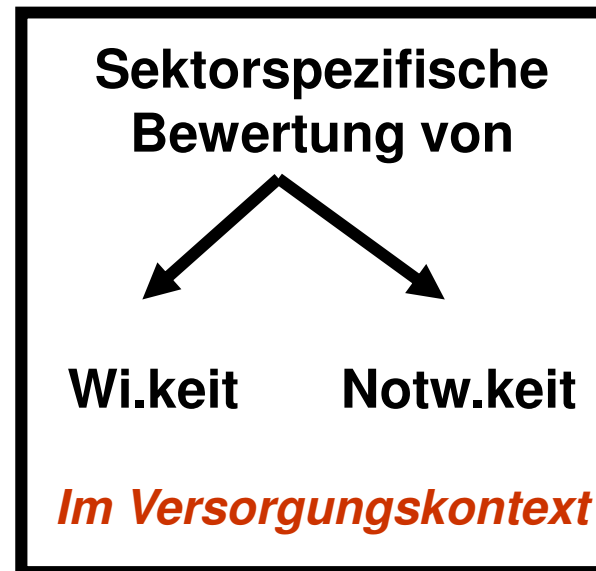 Sektorspezifische
Bewertung von
Wi.keit Notw.keit
Im Versorgungskontext